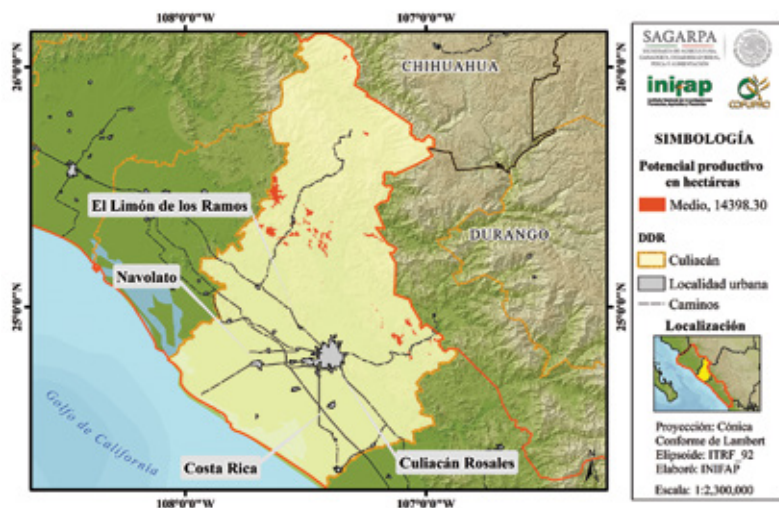 108°0'0"W
107°0'0"W
26°0'0"N
25°0'0"N
CHIHUAHUA
DURANGO
El Limón de los Ramos
Navolato
Costa Rica
Culiacán Rosales
Golfo de California
108°0'0"W
107°0'0"W
N
SAGARPA
inifap
COFUPRO
SIMBOLOGÍA
Potencial productivo
en hectáreas
Medio, 14398.30
DDR
Culiacán
Localidad urbana
Caminos
Localización
Proyección: Cónica
Conforme de Lambert
Elipsoide: ITRF_92
Elaboró: INIFAP
Escala: 1:2,300,000